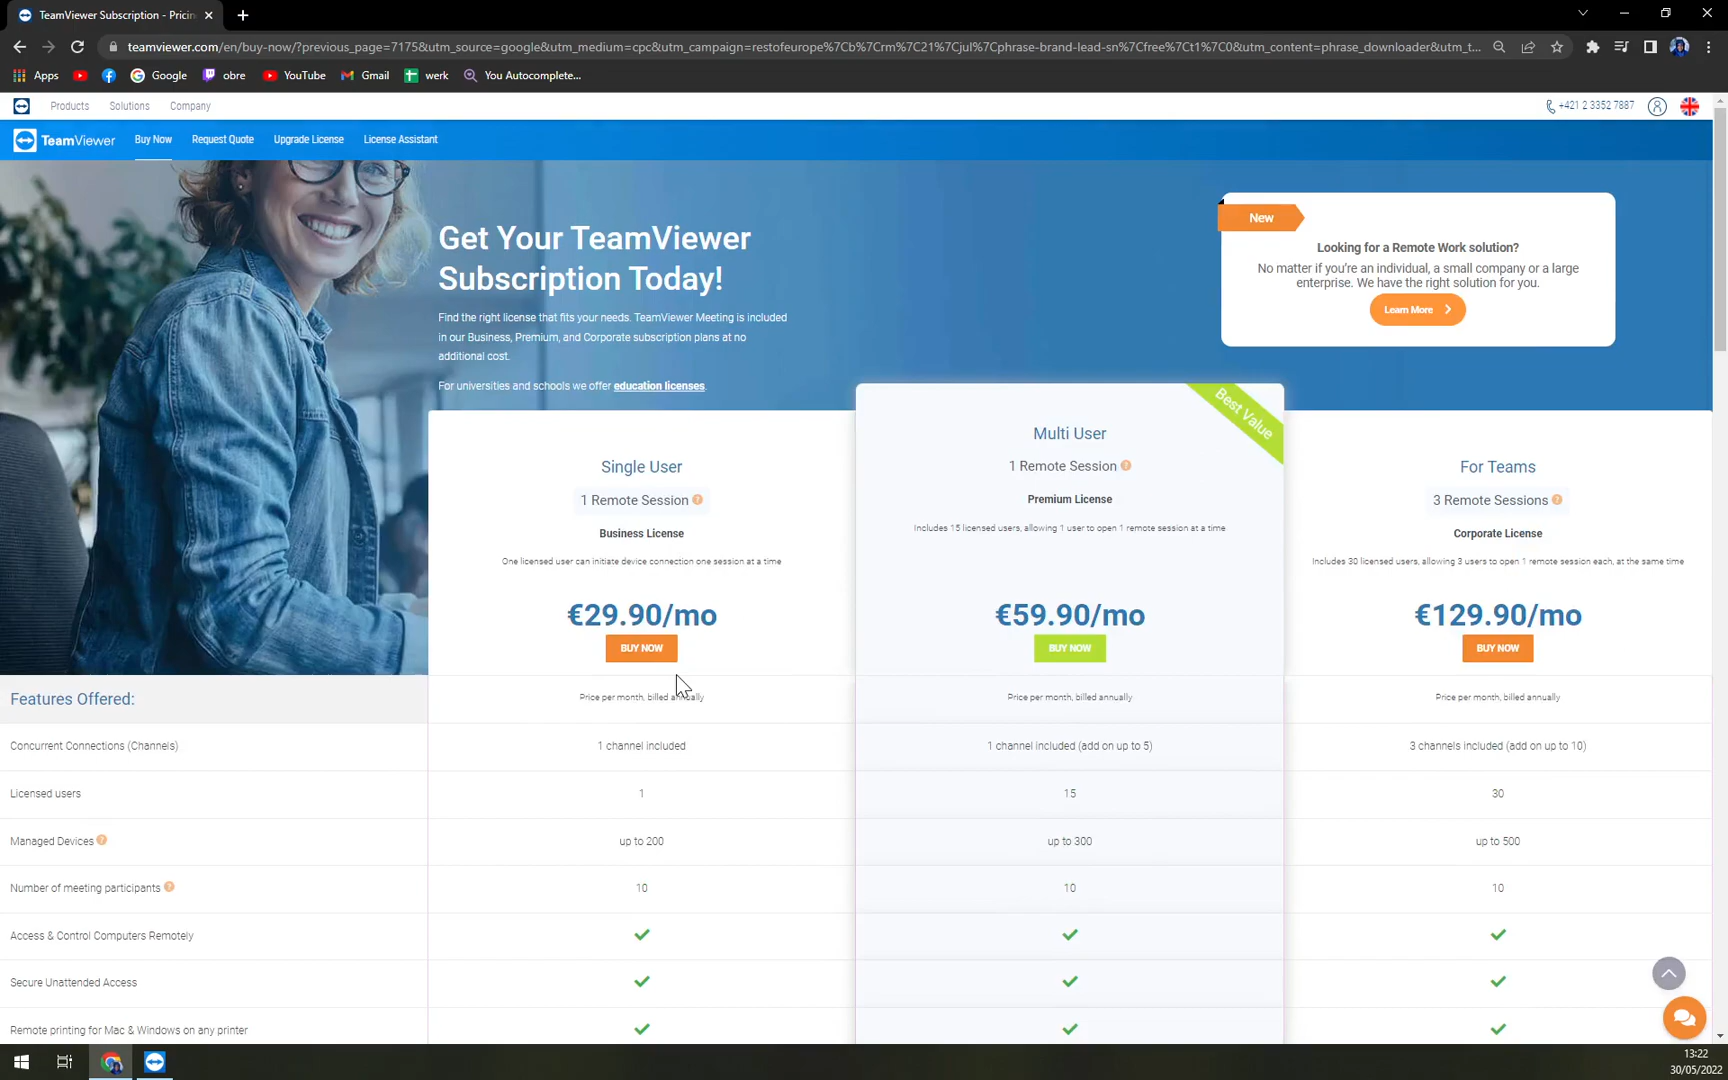 TeamViewer Subscription - Pricin
teamviewer.com/en/buy-now/?previous_page=7175&utm_source=google&utm_medium=cpc&utm_campaign=restofeurope%7Cb%7Crm%7C21%7Cjul%7Cphrase-brand-lead-sn%7Cfree%7Ct1%7C0&utm_content=phrase_downloader&utm_t...
Apps Google obre YouTube Gmail werk You Autocomplete...
Products Solutions Company +421 2 3352 7887
TeamViewer Buy Now Request Quote Upgrade License License Assistant
New
Get Your TeamViewer
Subscription Today!
Looking for a Remote Work solution?
No matter if you're an individual, a small company or a large
enterprise. We have the right solution for you.
Learn More
Find the right license that fits your needs. TeamViewer Meeting is included
in our Business, Premium, and Corporate subscription plans at no
additional cost.
For universities and schools we offer education licenses.
Best Value
Single User
1 Remote Session ?
Business License
One licensed user can initiate device connection one session at a time
€29.90/mo
BUY NOW
Multi User
1 Remote Session ?
Premium License
Includes 15 licensed users, allowing 1 user to open 1 remote session at a time
€59.90/mo
BUY NOW
For Teams
3 Remote Sessions ?
Corporate License
Includes 30 licensed users, allowing 3 users to open 1 remote session each, at the same time
€129.90/mo
BUY NOW
Features Offered: Price per month, billed annually Price per month, billed annually Price per month, billed annually
Concurrent Connections (Channels) 1 channel included 1 channel included (add on up to 5) 3 channels included (add on up to 10)
Licensed users 1 15 30
Managed Devices ? up to 200 up to 300 up to 500
Number of meeting participants ? 10 10 10
Access & Control Computers Remotely
Secure Unattended Access
Remote printing for Mac & Windows on any printer
13:22
30/05/2022